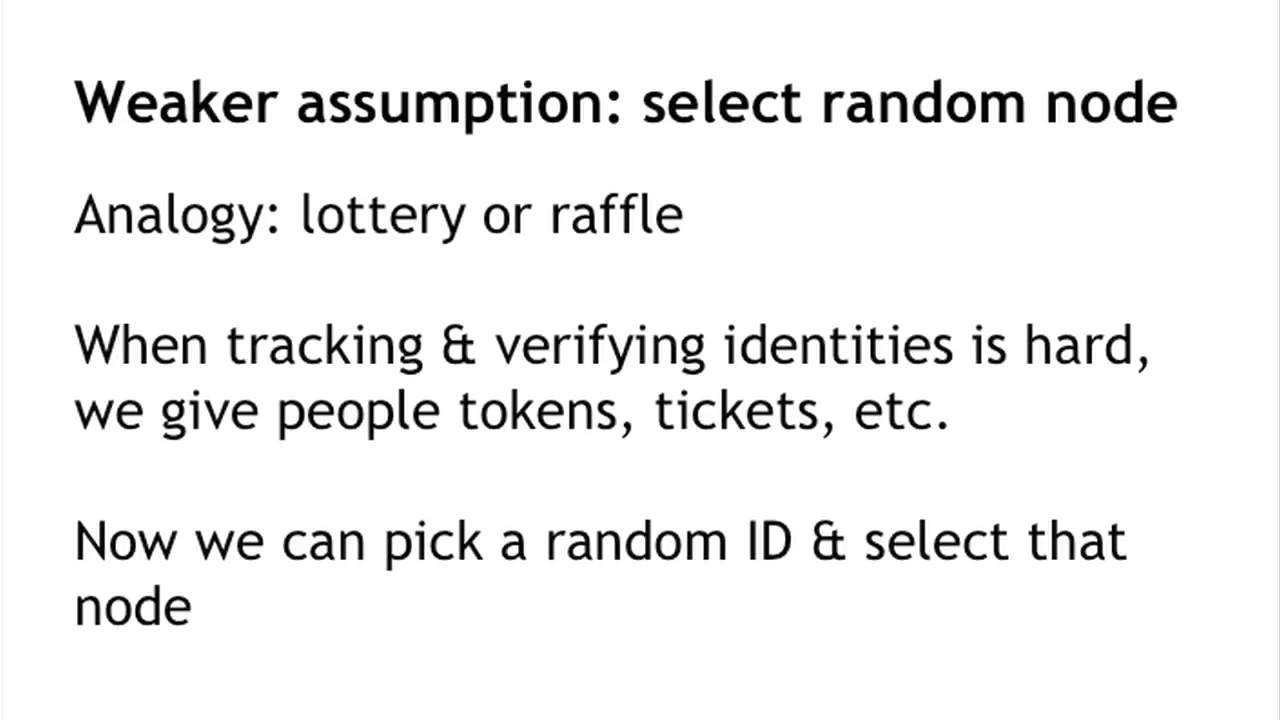 Weaker assumption: select random node
Analogy: lottery or raffle
When tracking & verifying identities is hard,
we give people tokens, tickets, etc.
Now we can pick a random ID & select that
node